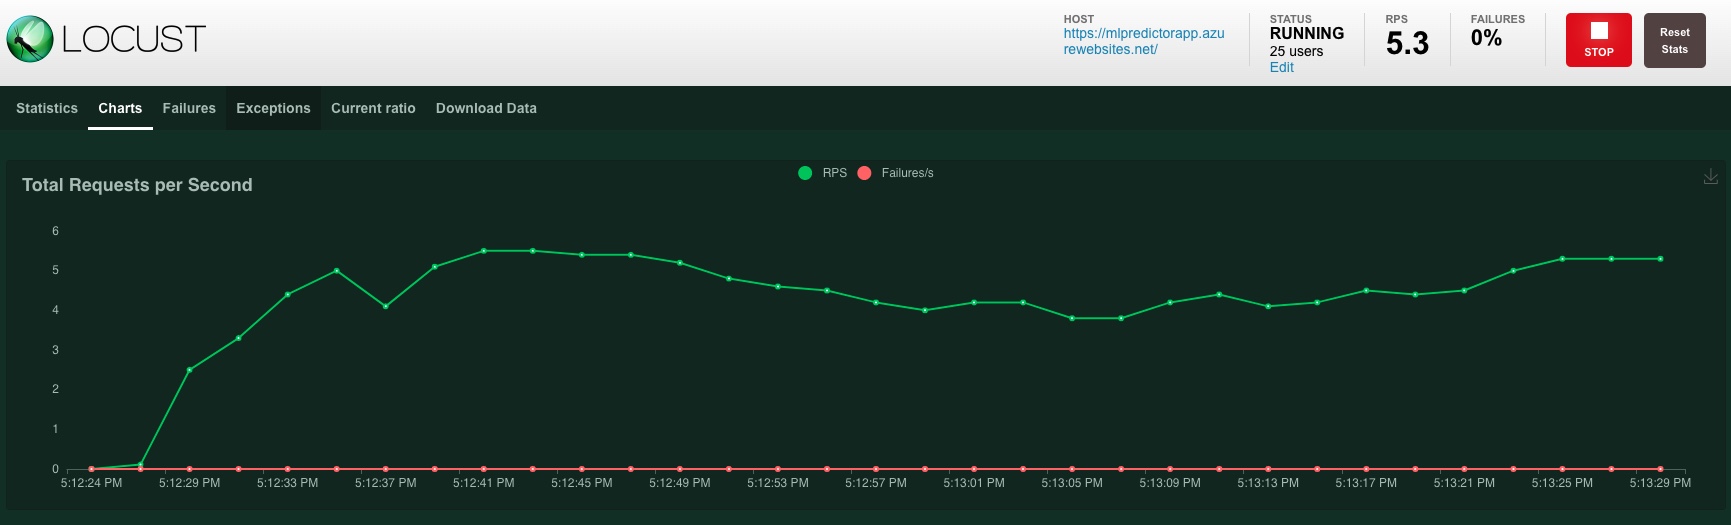 LOCUST
HOST
https://mlpredictorapp.azu
rewebsites.net/
STATUS
RUNNING
25 users
Edit
RPS
5.3
FAILURES
0%
STOP
Reset
Stats
Statistics Charts Failures Exceptions Current ratio Download Data
Total Requests per Second
RPS Failures/s
6
5
4
3
2
1
0
5:12:24 PM 5:12:29 PM 5:12:33 PM 5:12:37 PM 5:12:41 PM 5:12:45 PM 5:12:49 PM 5:12:53 PM 5:12:57 PM 5:13:01 PM 5:13:05 PM 5:13:09 PM 5:13:13 PM 5:13:17 PM 5:13:21 PM 5:13:25 PM 5:13:29 PM